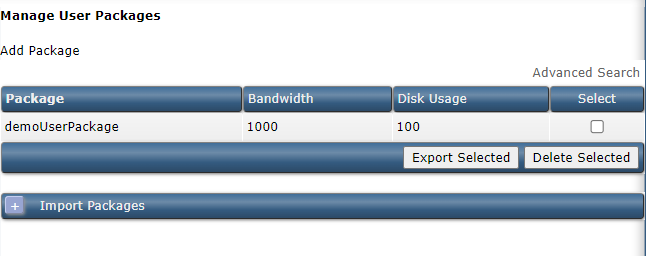 Manage User Packages
Add Package
Advanced Search
Package Bandwidth Disk Usage Select
demoUserPackage 1000 100
Export Selected Delete Selected
+ Import Packages